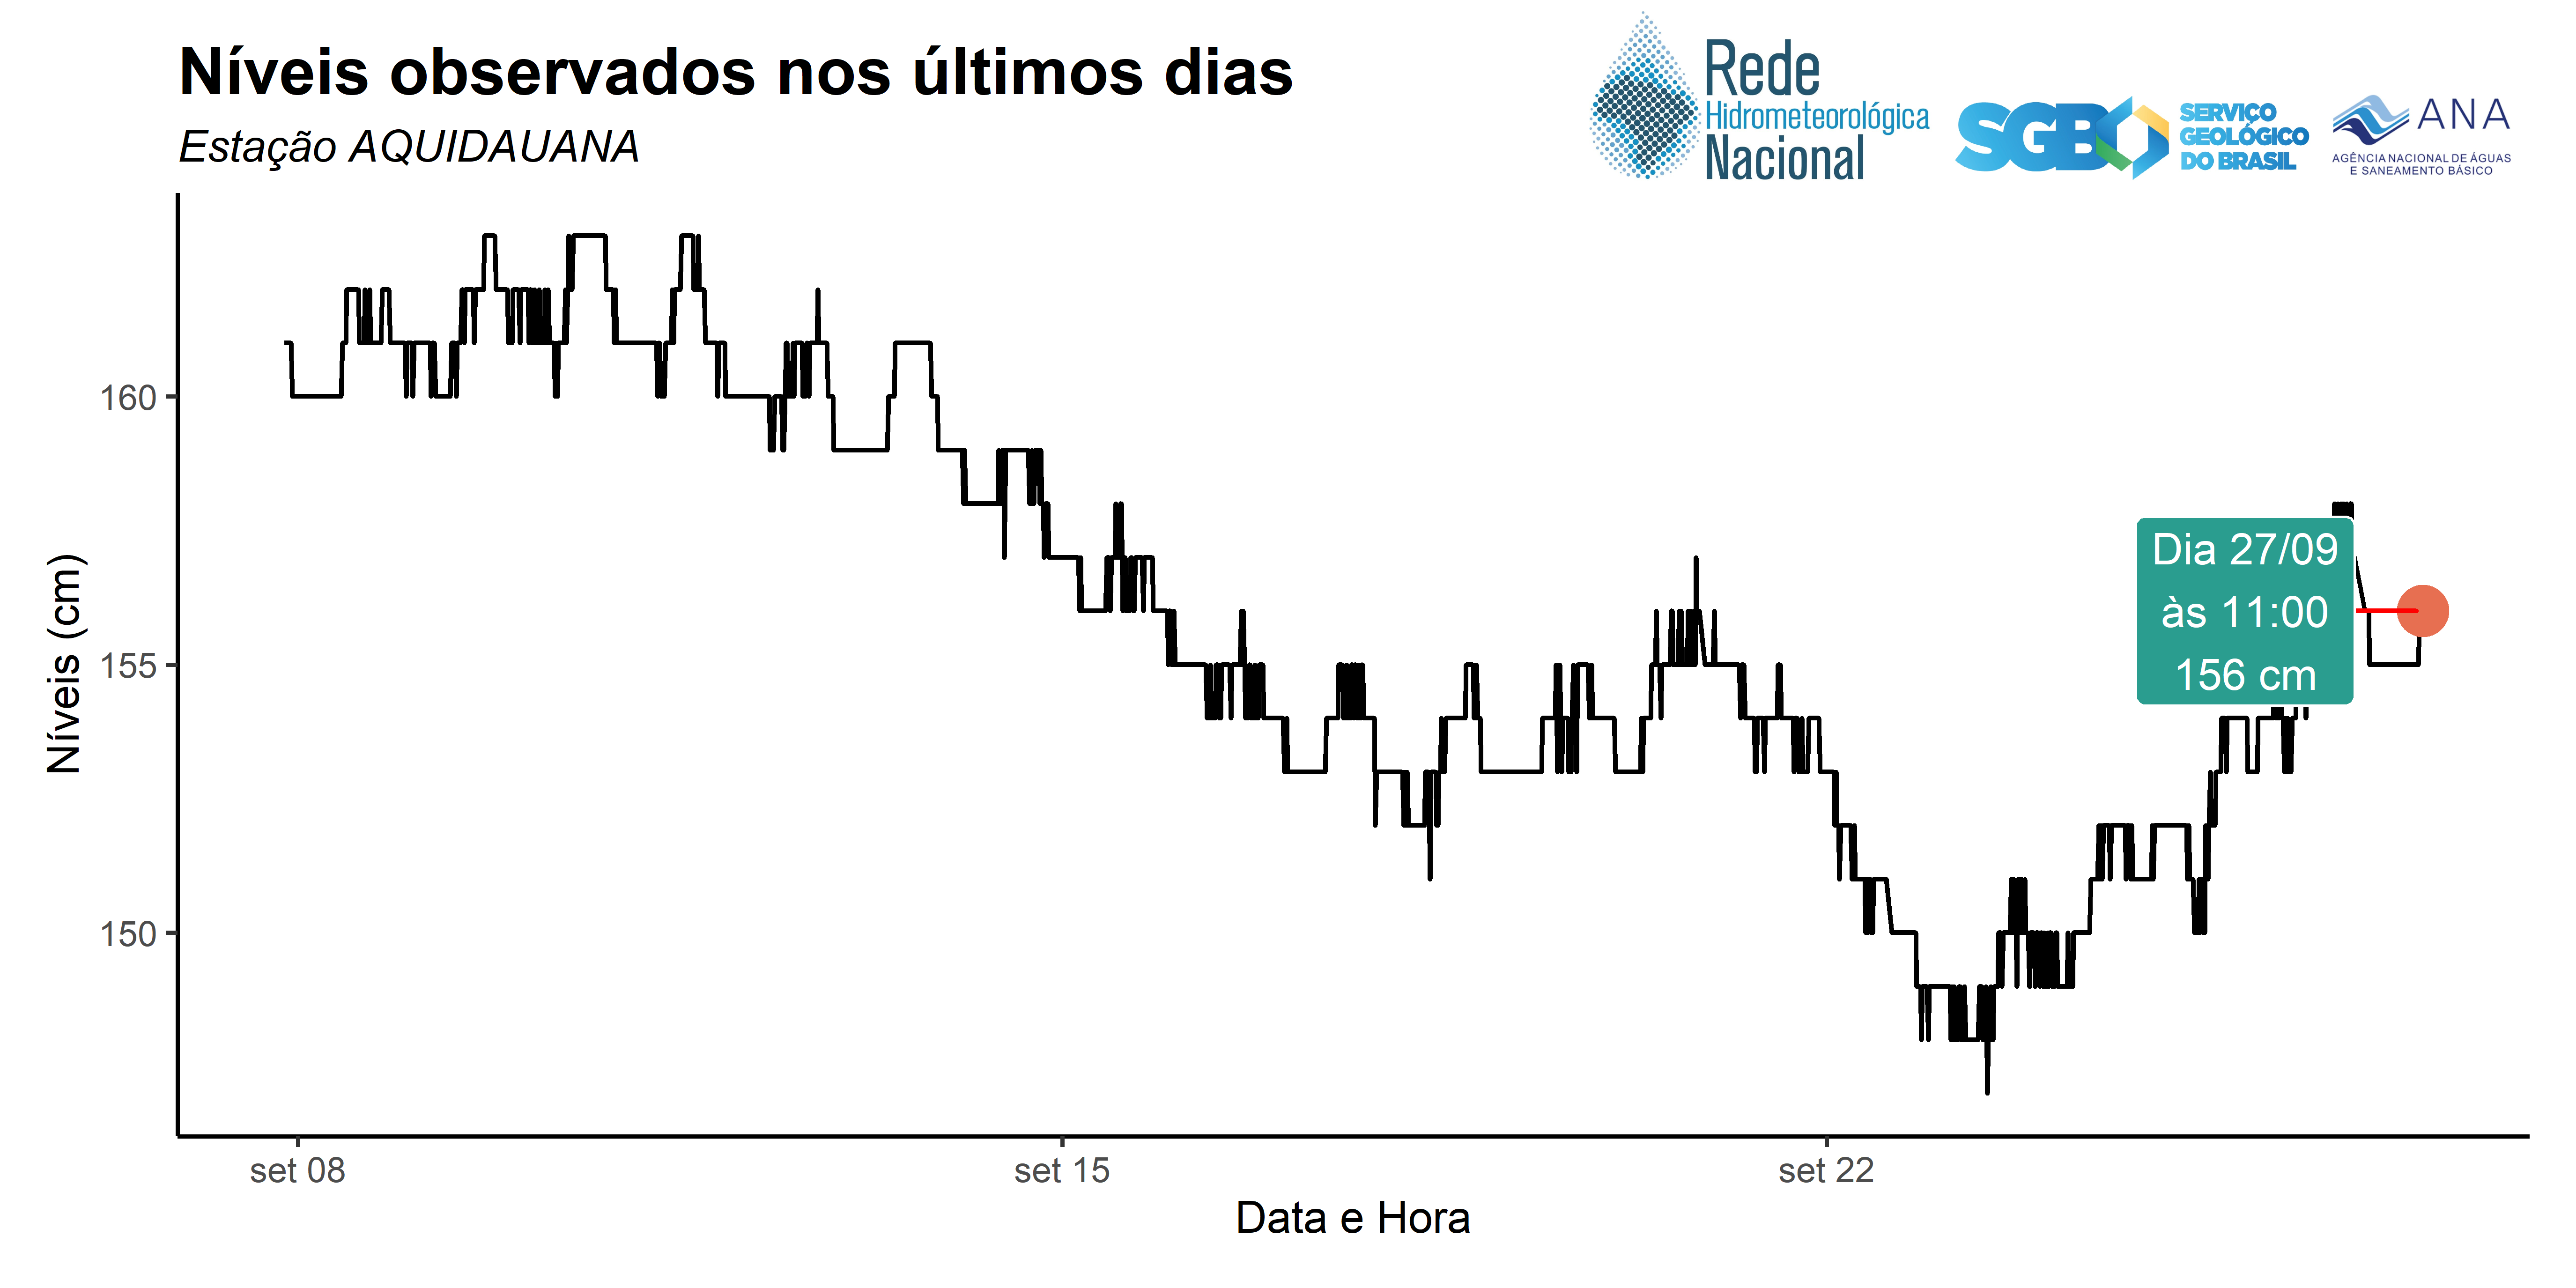 Níveis observados nos últimos dias
Estação AQUIDAUANA
Rede
Hidrometeorológica
Nacional
SGB
SERVIÇO
GEOLÓGICO
DO BRASIL
ANA
AGÊNCIA NACIONAL DE ÁGUAS
E SANEAMENTO BÁSICO
Níveis (cm)
160
155
150
Dia 27/09
às 11:00
156 cm
set 08
set 15
set 22
Data e Hora